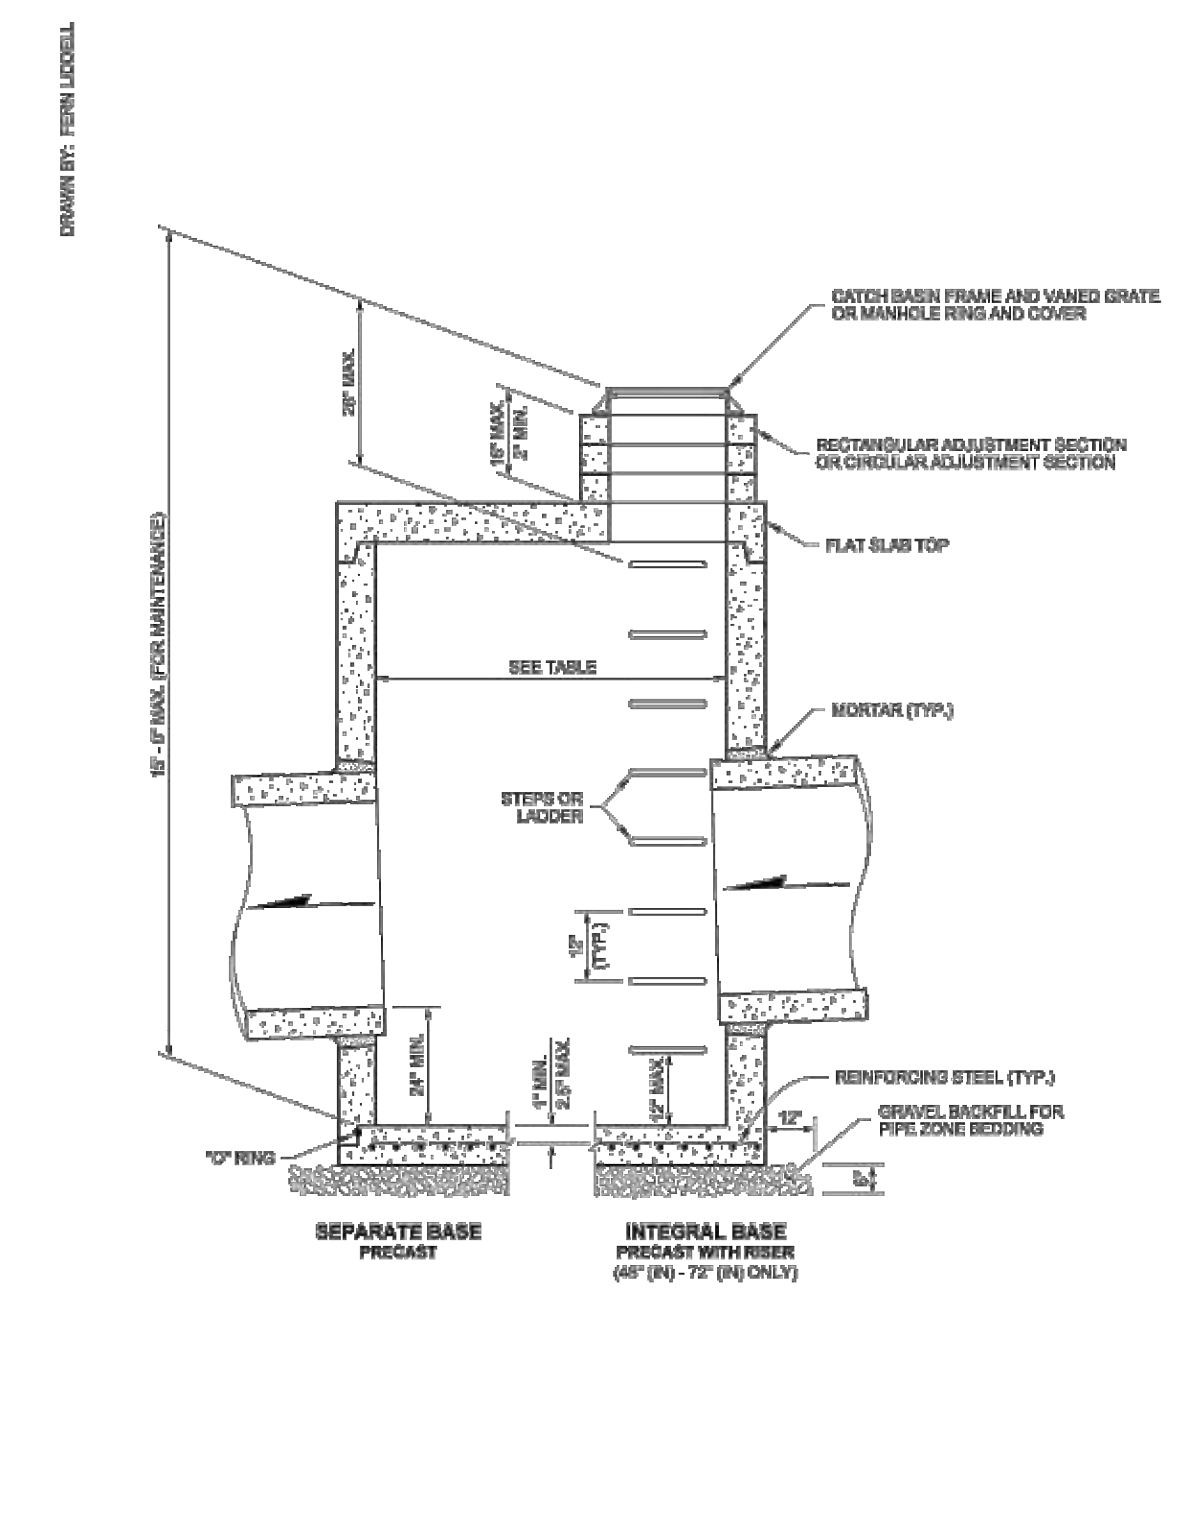 DRAWN BY: FERN LIDDELL
CATCH BASIN FRAME AND VANED GRATE
OR MANHOLE RING AND COVER
28" MAX.
16" MAX.
2" MIN.
RECTANGULAR ADJUSTMENT SECTION
OR CIRCULAR ADJUSTMENT SECTION
FLAT SLAB TOP
15' - 0" MAX. (FOR MAINTENANCE)
SEE TABLE
MORTAR (TYP.)
STEPS OR
LADDER
12"
(TYP.)
24" MIN.
1" MIN.
2.5" MAX.
12" MAX.
REINFORCING STEEL (TYP.)
12"
GRAVEL BACKFILL FOR
PIPE ZONE BEDDING
"O" RING
6"
SEPARATE BASE
PRECAST
INTEGRAL BASE
PRECAST WITH RISER
(48" (IN) - 72" (IN) ONLY)